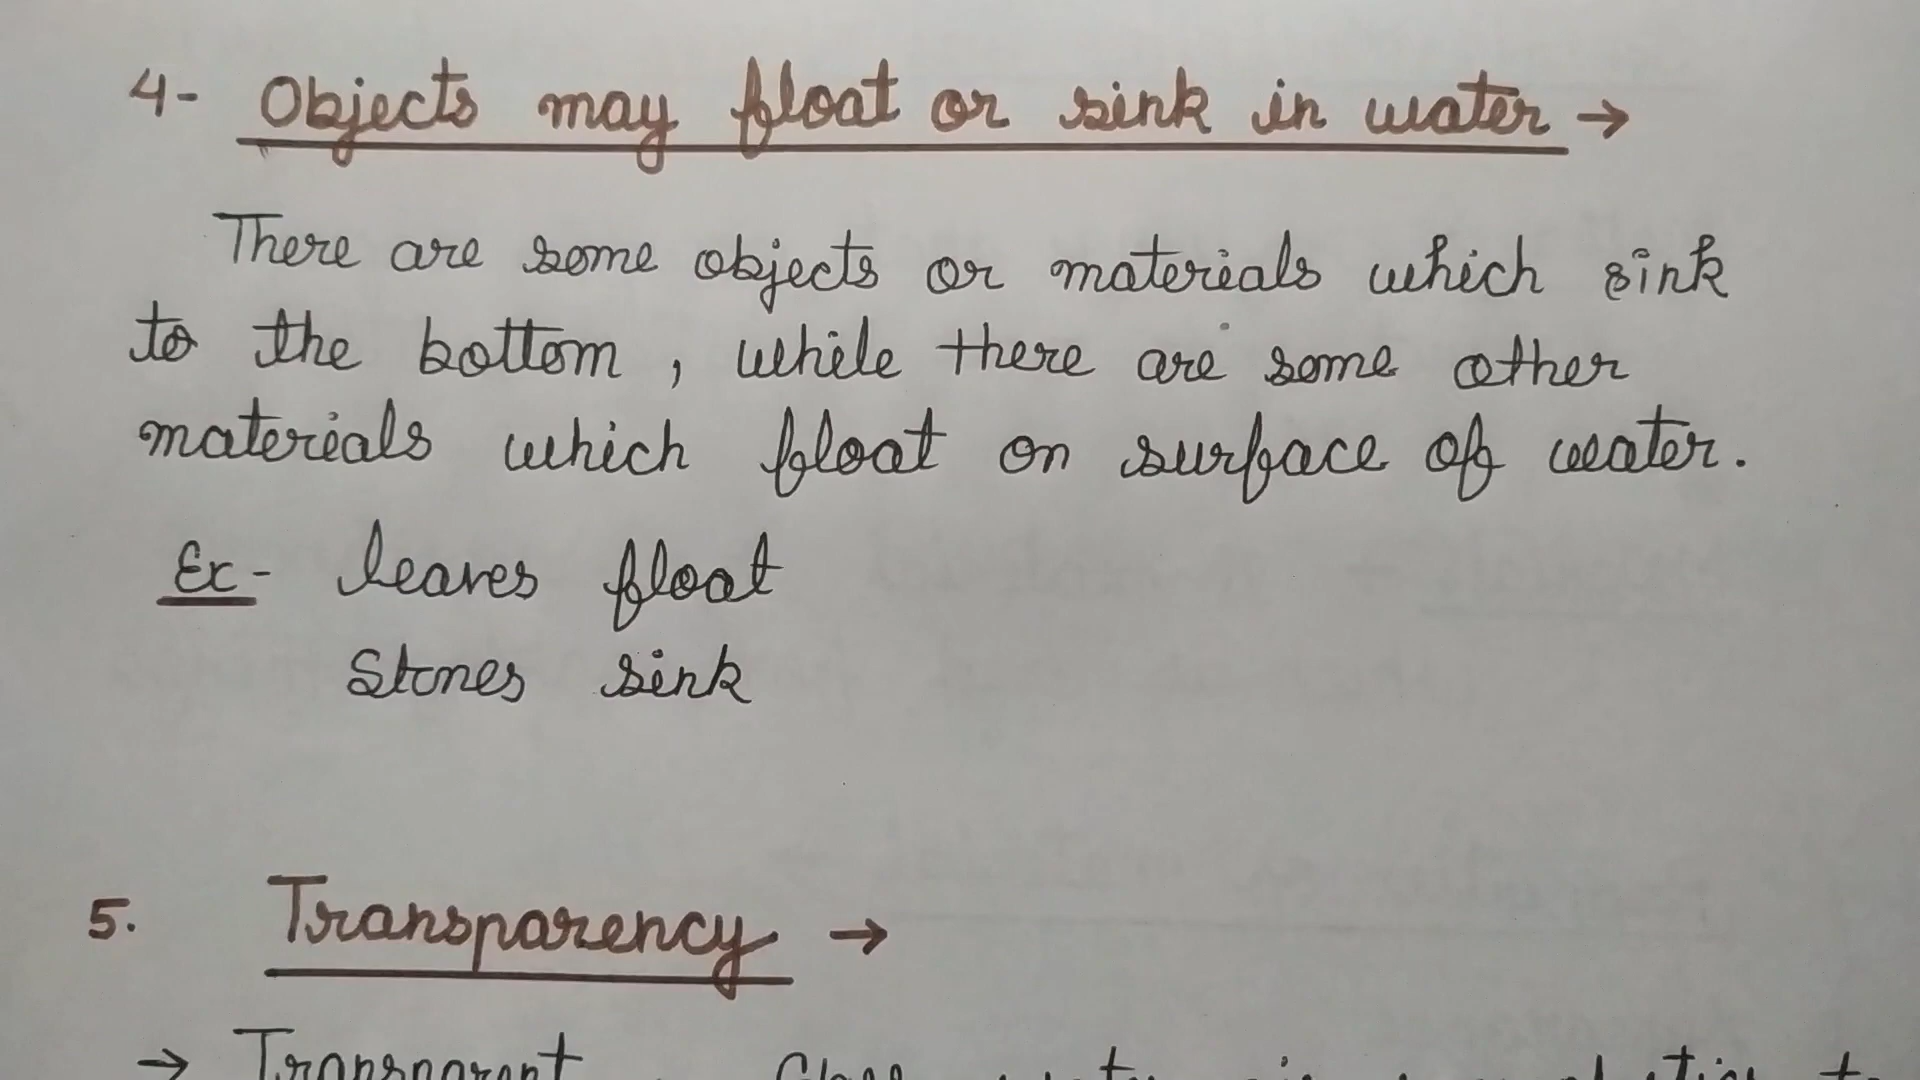 4- Objects may float or sink in water →
There are some objects or materials which sink
to the bottom , while there are some other
materials which float on surface of water.
Ex- leaves float
Stones sink
5. Transparency →
→ Transparent